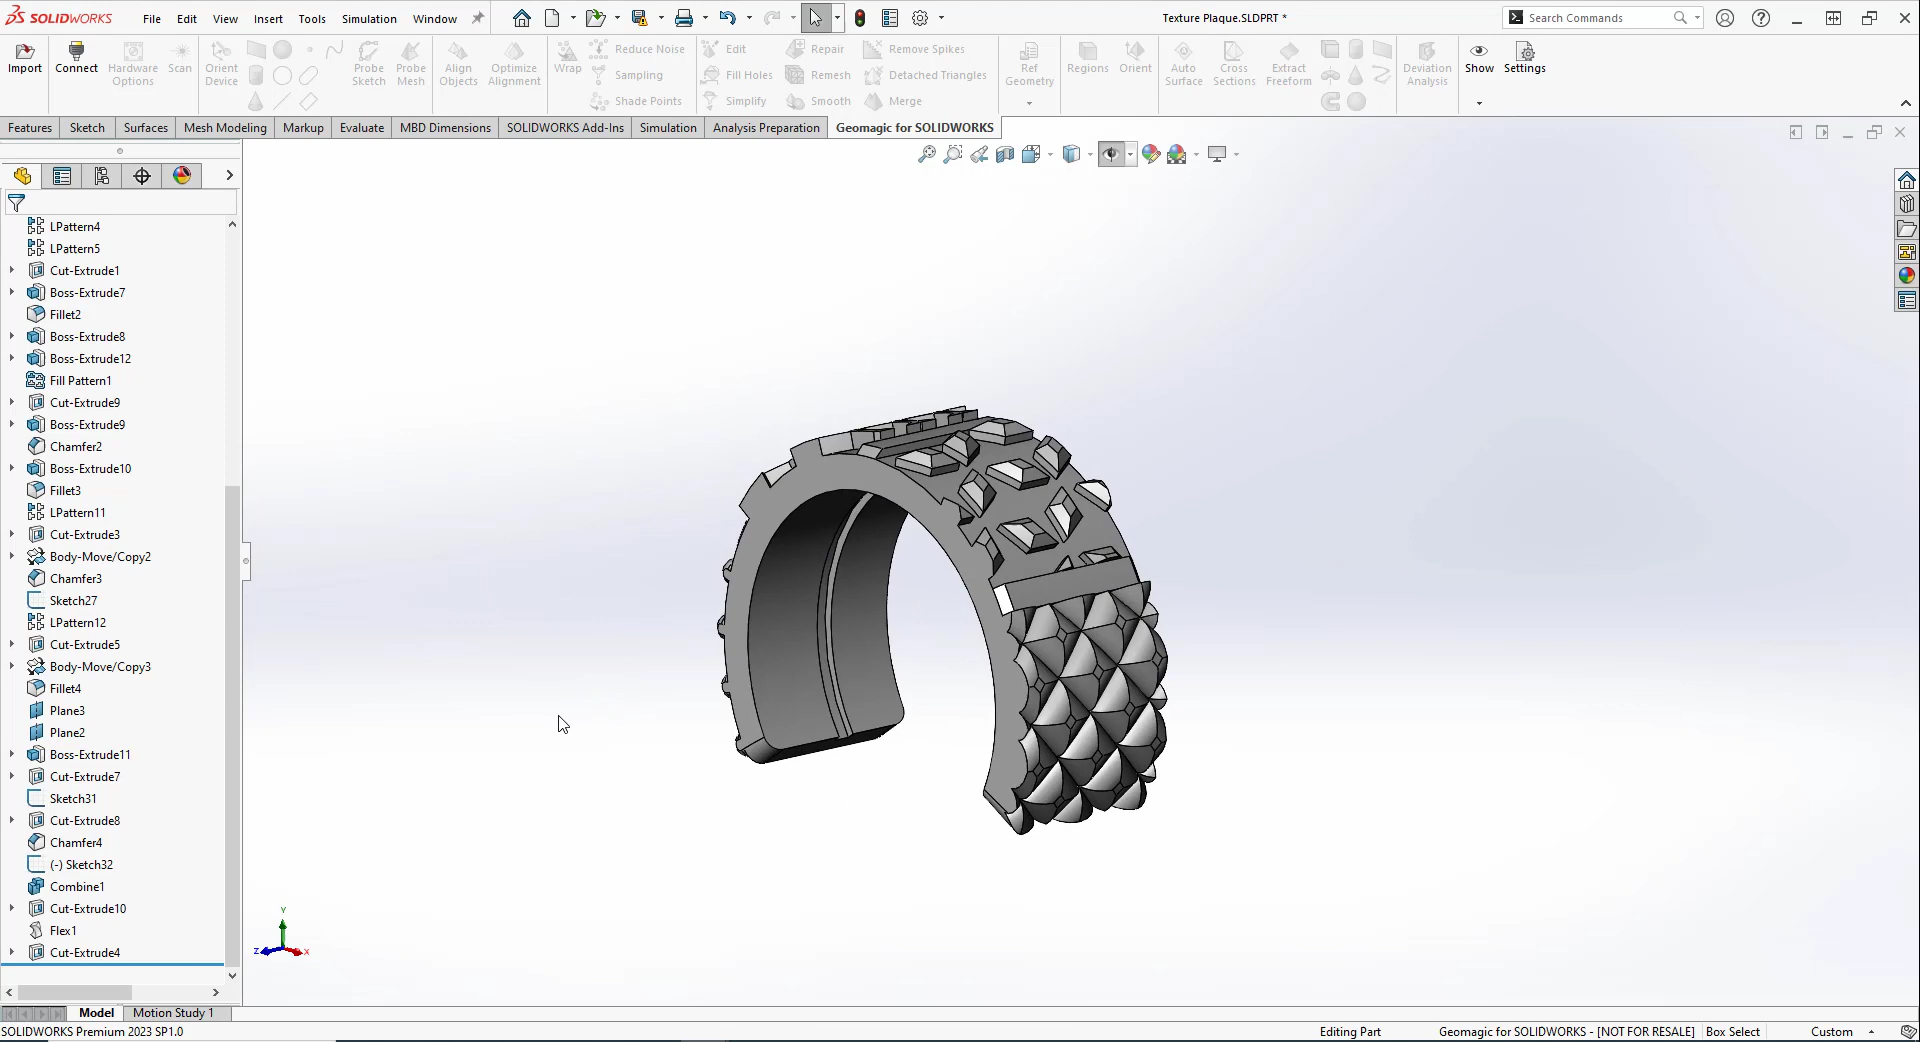 SOLIDWORKS File Edit View Insert Tools Simulation Window Texture Plaque.SLDPRT * Search Commands
Import Connect Hardware Options Scan Orient Device Probe Sketch Probe Mesh Align Objects Optimize Alignment Wrap Reduce Noise Sampling Shade Points Edit Fill Holes Simplify Repair Remesh Smooth Remove Spikes Detached Triangles Merge Ref Geometry Regions Orient Auto Surface Cross Sections Extract Freeform Deviation Analysis Show Settings
Features Sketch Surfaces Mesh Modeling Markup Evaluate MBD Dimensions SOLIDWORKS Add-Ins Simulation Analysis Preparation Geomagic for SOLIDWORKS
LPattern4
LPattern5
Cut-Extrude1
Boss-Extrude7
Fillet2
Boss-Extrude8
Boss-Extrude12
Fill Pattern1
Cut-Extrude9
Boss-Extrude9
Chamfer2
Boss-Extrude10
Fillet3
LPattern11
Cut-Extrude3
Body-Move/Copy2
Chamfer3
Sketch27
LPattern12
Cut-Extrude5
Body-Move/Copy3
Fillet4
Plane3
Plane2
Boss-Extrude11
Cut-Extrude7
Sketch31
Cut-Extrude8
Chamfer4
(-) Sketch32
Combine1
Cut-Extrude10
Flex1
Cut-Extrude4
Y
Z X
Model Motion Study 1
SOLIDWORKS Premium 2023 SP1.0 Editing Part Geomagic for SOLIDWORKS - [NOT FOR RESALE] Box Select Custom